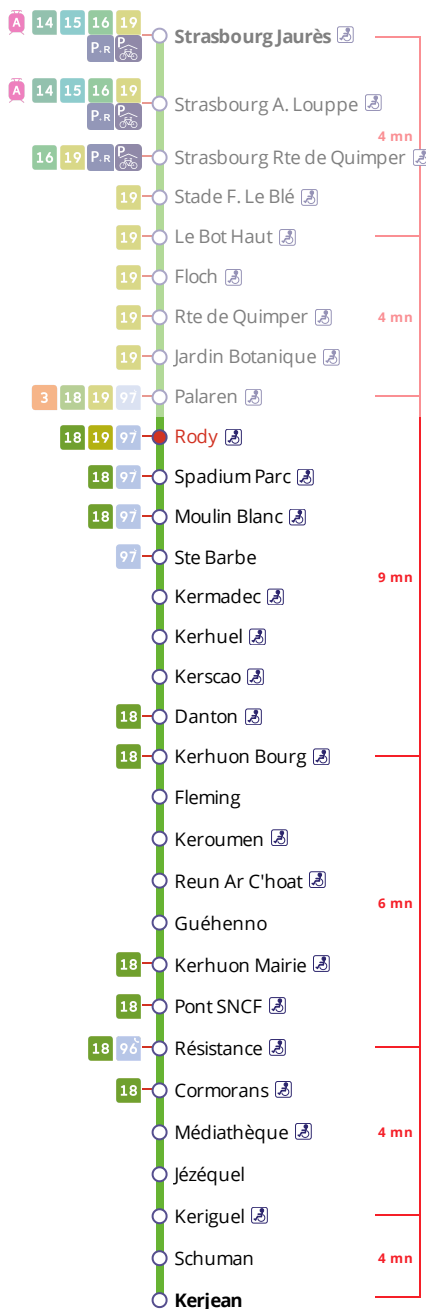 A 14 15 16 19 Strasbourg Jaurès
P+R P
A 14 15 16 19 Strasbourg A. Louppe
P+R P
4 mn
16 19 P+R P Strasbourg Rte de Quimper
19 Stade F. Le Blé
19 Le Bot Haut
19 Floch
19 Rte de Quimper 4 mn
19 Jardin Botanique
3 18 19 97 Palaren
18 19 97 Rody
18 97 Spadium Parc
18 97 Moulin Blanc
97 Ste Barbe
9 mn
Kermadec
Kerhuel
Kerscao
18 Danton
18 Kerhuon Bourg
Fleming
Keroumen
Reun Ar C'hoat
6 mn
Guéhenno
18 Kerhuon Mairie
18 Pont SNCF
18 96 Résistance
18 Cormorans
Médiathèque 4 mn
Jézéquel
Keriguel
Schuman 4 mn
Kerjean